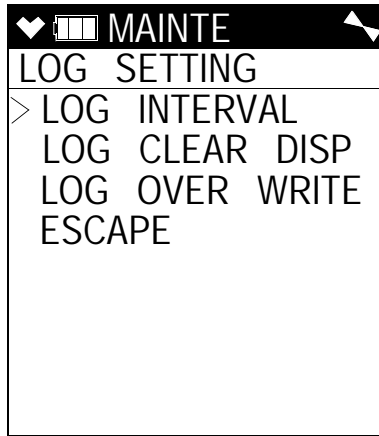 MAINTE
LOG SETTING
> LOG INTERVAL
LOG CLEAR DISP
LOG OVER WRITE
ESCAPE